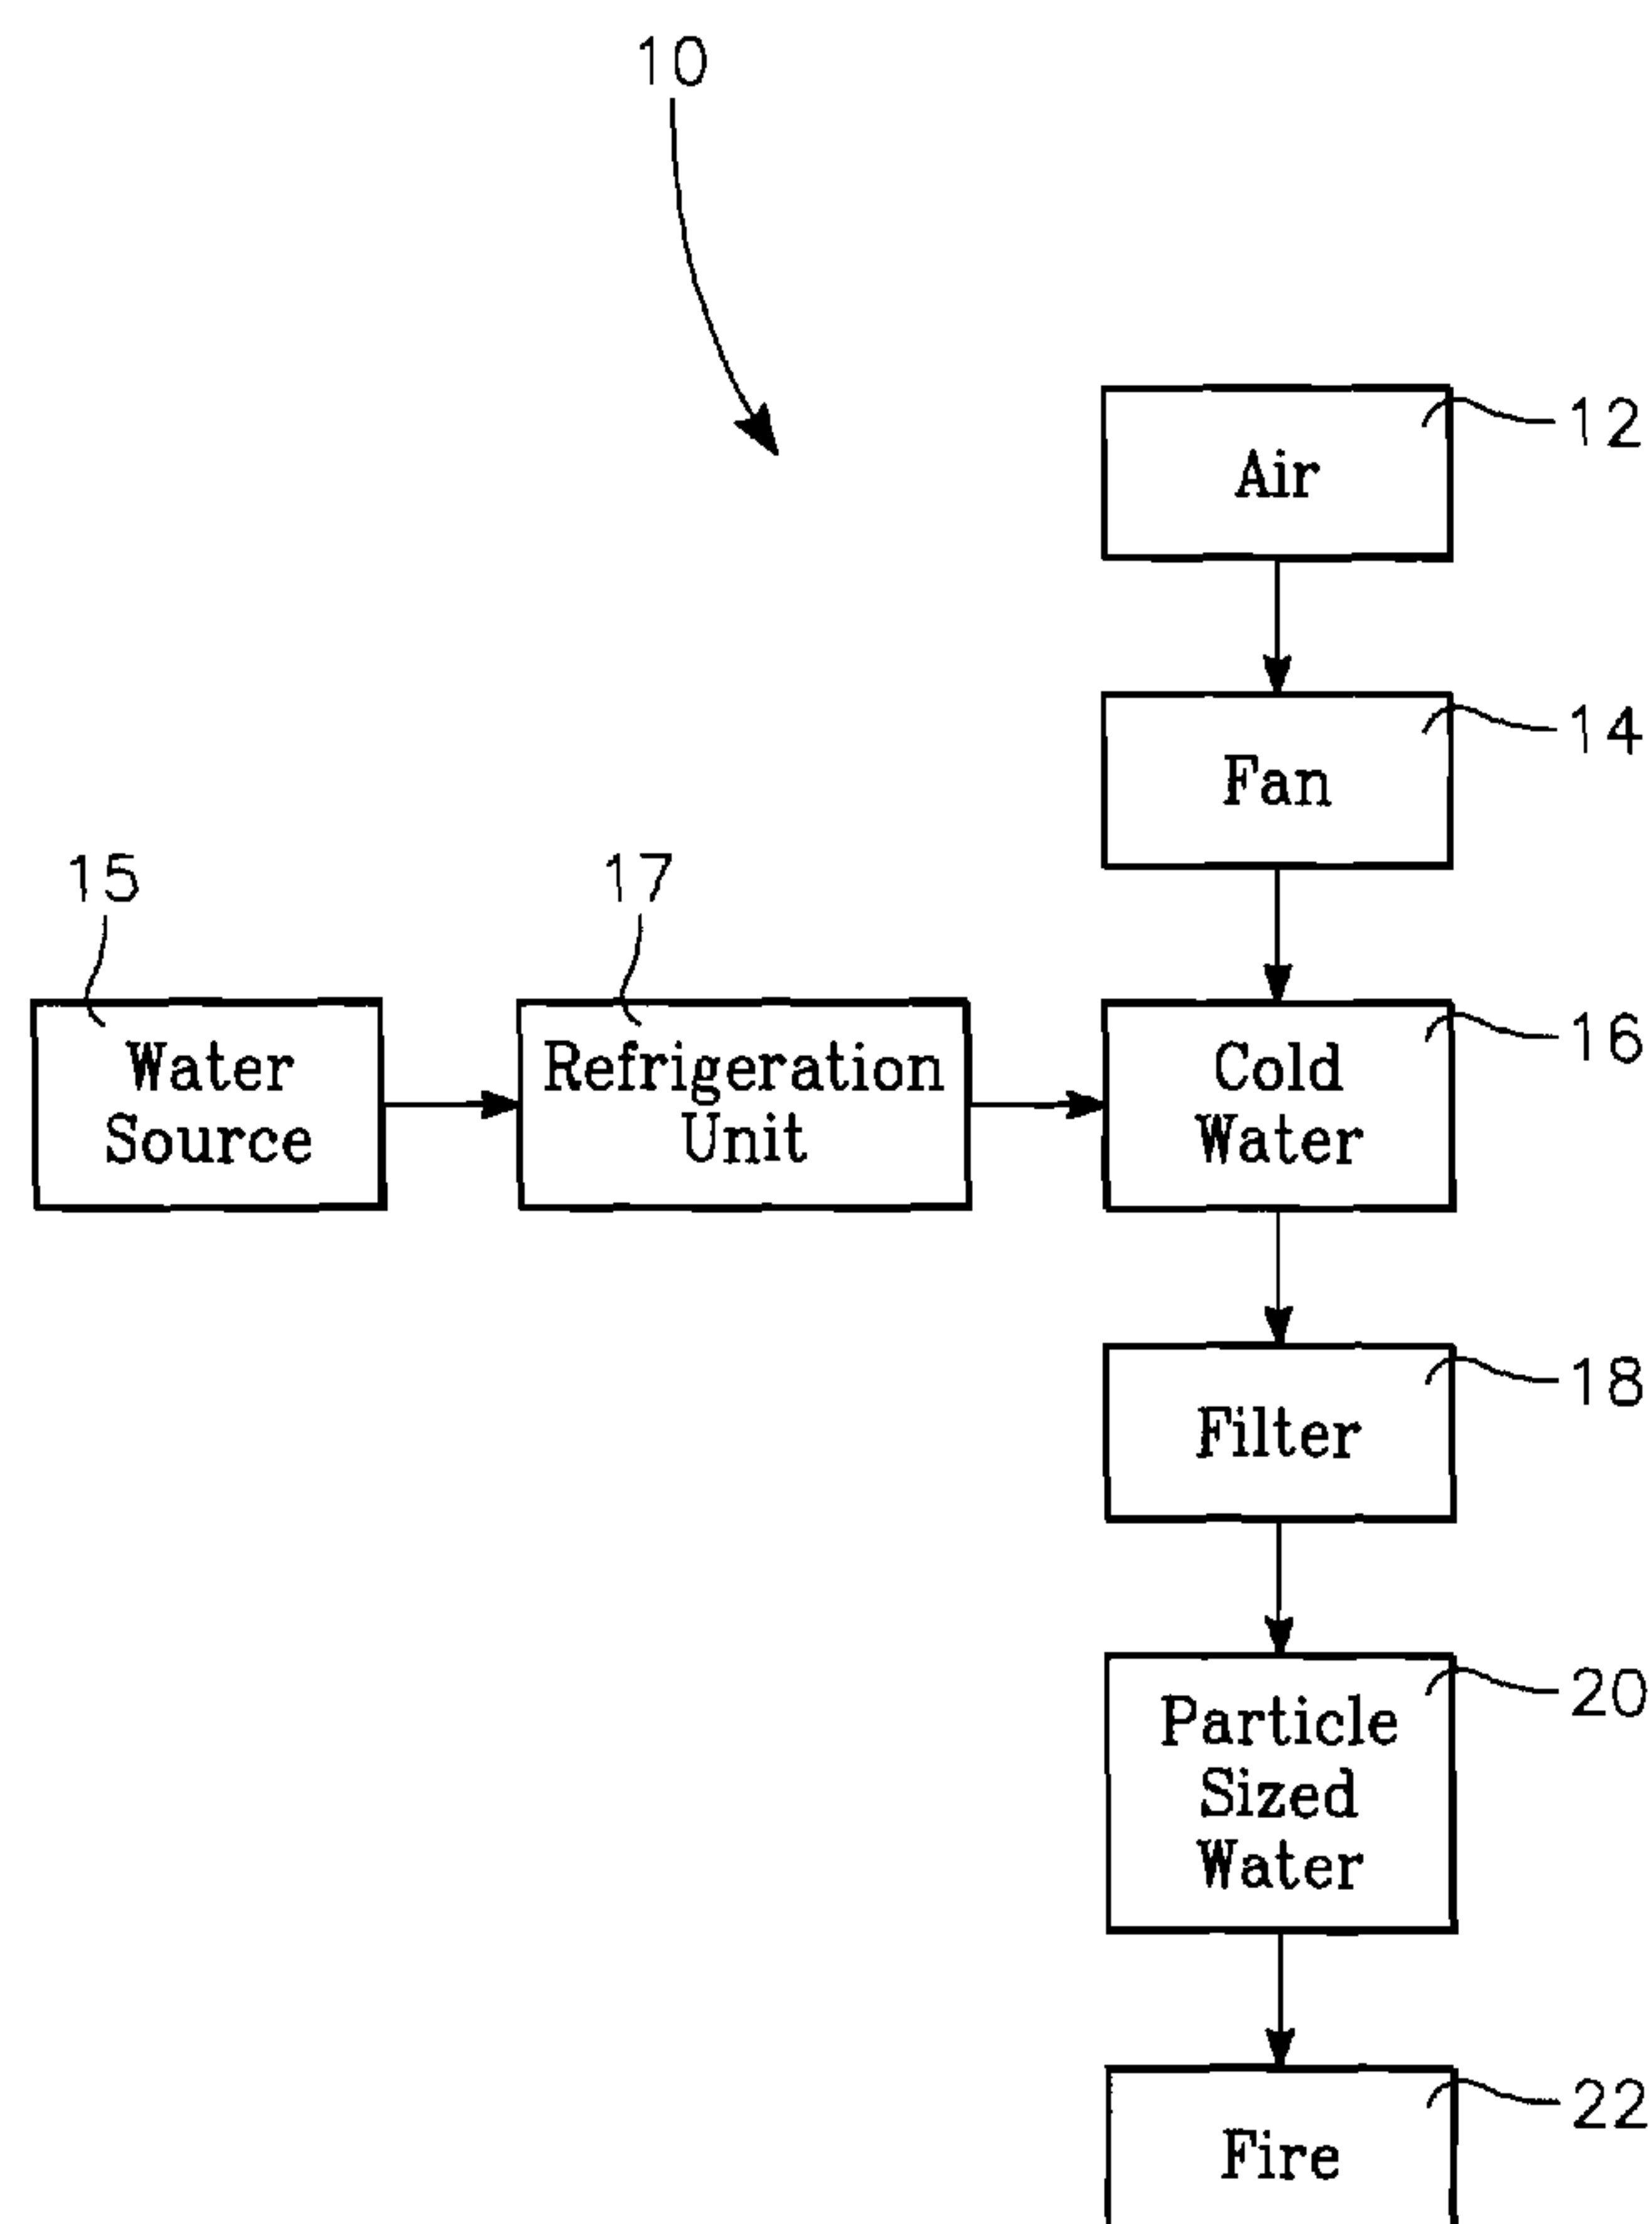 10
12
Air
14
Fan
15
17
16
Water
Source
Refrigeration
Unit
Cold
Water
18
Filter
20
Particle
Sized
Water
22
Fire